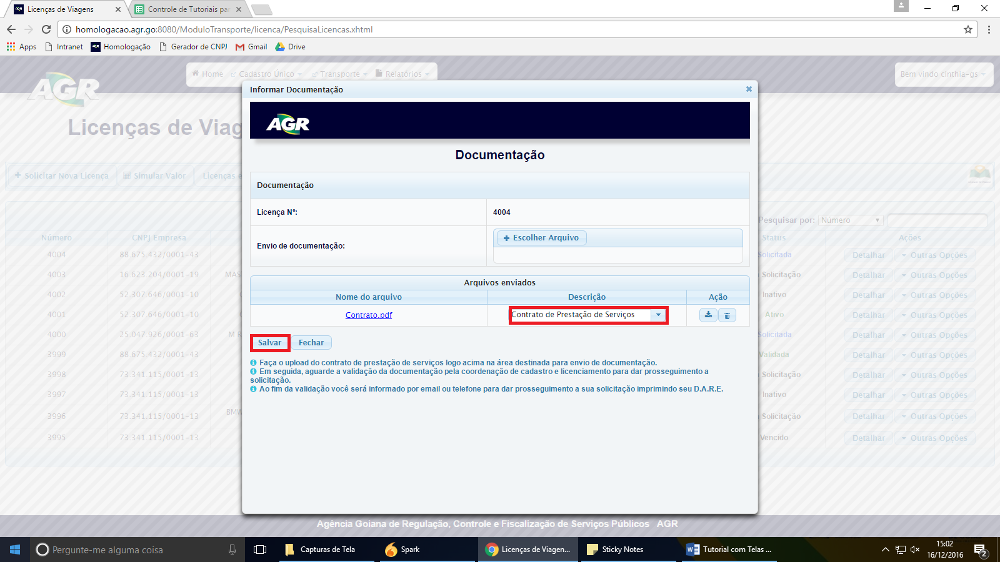 Licenças de Viagens
Controle de Tutoriais par
homologacao.agr.go:8080/ModuloTransporte/licenca/PesquisaLicencas.xhtml
Apps Intranet Homologação Gerador de CNPJ Gmail Drive
AGR
Home Cadastro Único Transporte Relatórios
Bem vindo cinthia-gs
Licenças de Viag
Solicitar Nova Licença Simular Valor Licenças e
Pesquisar por: Número
Número CNPJ Empresa Status Ações
4004 88.675.432/0001-43 Solicitada Detalhar Outras Opções
4003 16.623.204/0001-19 MAS Solicitação Detalhar Outras Opções
4002 52.307.646/0001-10 Inativo Detalhar Outras Opções
4001 52.307.646/0001-10 Ativo Detalhar Outras Opções
4000 25.047.926/0001-63 M R Solicitada Detalhar Outras Opções
3999 88.675.432/0001-43 Validada Detalhar Outras Opções
3998 73.341.115/0001-13 Solicitação Detalhar Outras Opções
3997 73.341.115/0001-13 Inativo Detalhar Outras Opções
3996 73.341.115/0001-13 BMW Solicitação Detalhar Outras Opções
3995 73.341.115/0001-13 Vencido Detalhar Outras Opções
Informar Documentação
AGR
Documentação
Documentação
Licença Nº: 4004
Envio de documentação: Escolher Arquivo
Arquivos enviados
Nome do arquivo Descrição Ação
Contrato.pdf Contrato de Prestação de Serviços
Salvar Fechar
Faça o upload do contrato de prestação de serviços logo acima na área destinada para envio de documentação.
Em seguida, aguarde a validação da documentação pela coordenação de cadastro e licenciamento para dar prosseguimento a
solicitação.
Ao fim da validação você será informado por email ou telefone para dar prosseguimento a sua solicitação imprimindo seu D.A.R.E.
Agência Goiana de Regulação, Controle e Fiscalização de Serviços Públicos AGR
Pergunte-me alguma coisa
Capturas de Tela
Spark
Licenças de Viagen...
Sticky Notes
Tutorial com Telas ...
15:02
16/12/2016
2